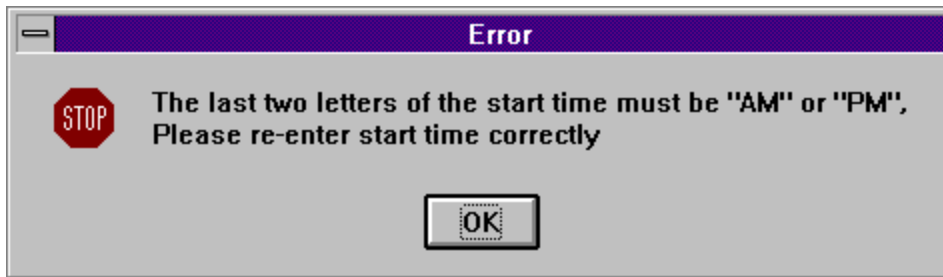 Error
STOP
The last two letters of the start time must be "AM" or "PM",
Please re-enter start time correctly
OK